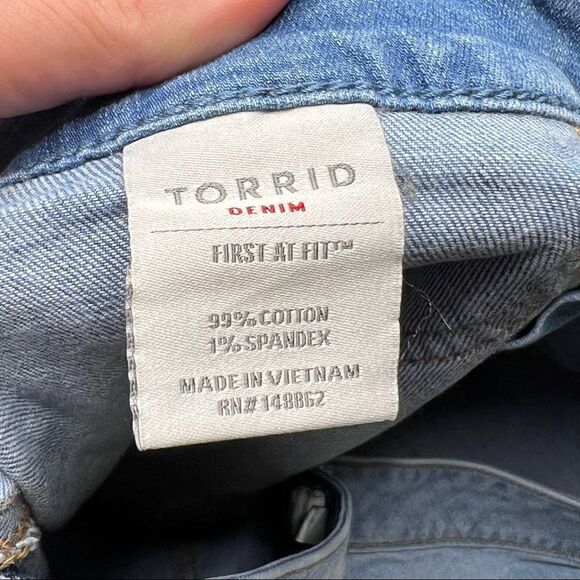 TORRID
DENIM
FIRST AT FIT™
99% COTTON
1% SPANDEX
MADE IN VIETNAM
RN# 148862